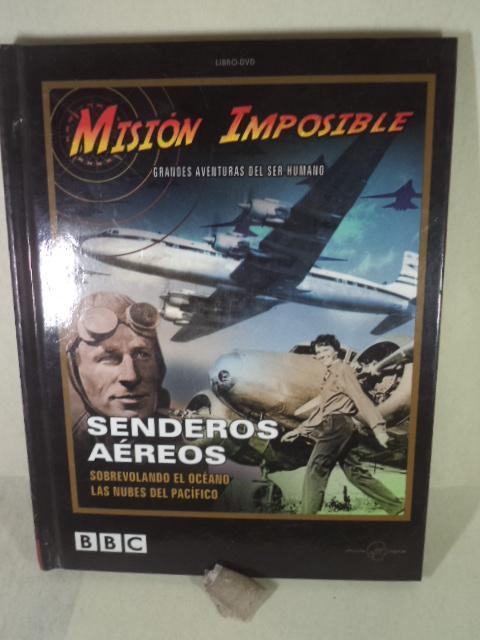 LIBRO-DVD
MISIÓN IMPOSIBLE
GRANDES AVENTURAS DEL SER HUMANO
SENDEROS
AÉREOS
SOBREVOLANDO EL OCÉANO
LAS NUBES DEL PACÍFICO
BBC